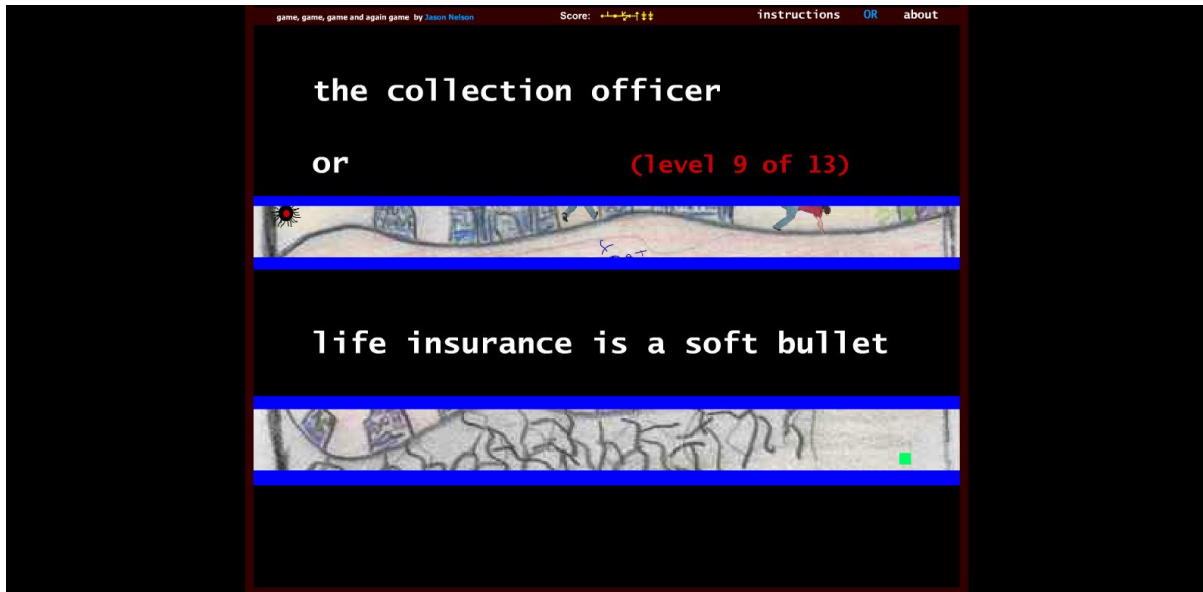 game, game, game and again game by Jason Nelson
Score:
instructions OR about
the collection officer
or (level 9 of 13)
life insurance is a soft bullet